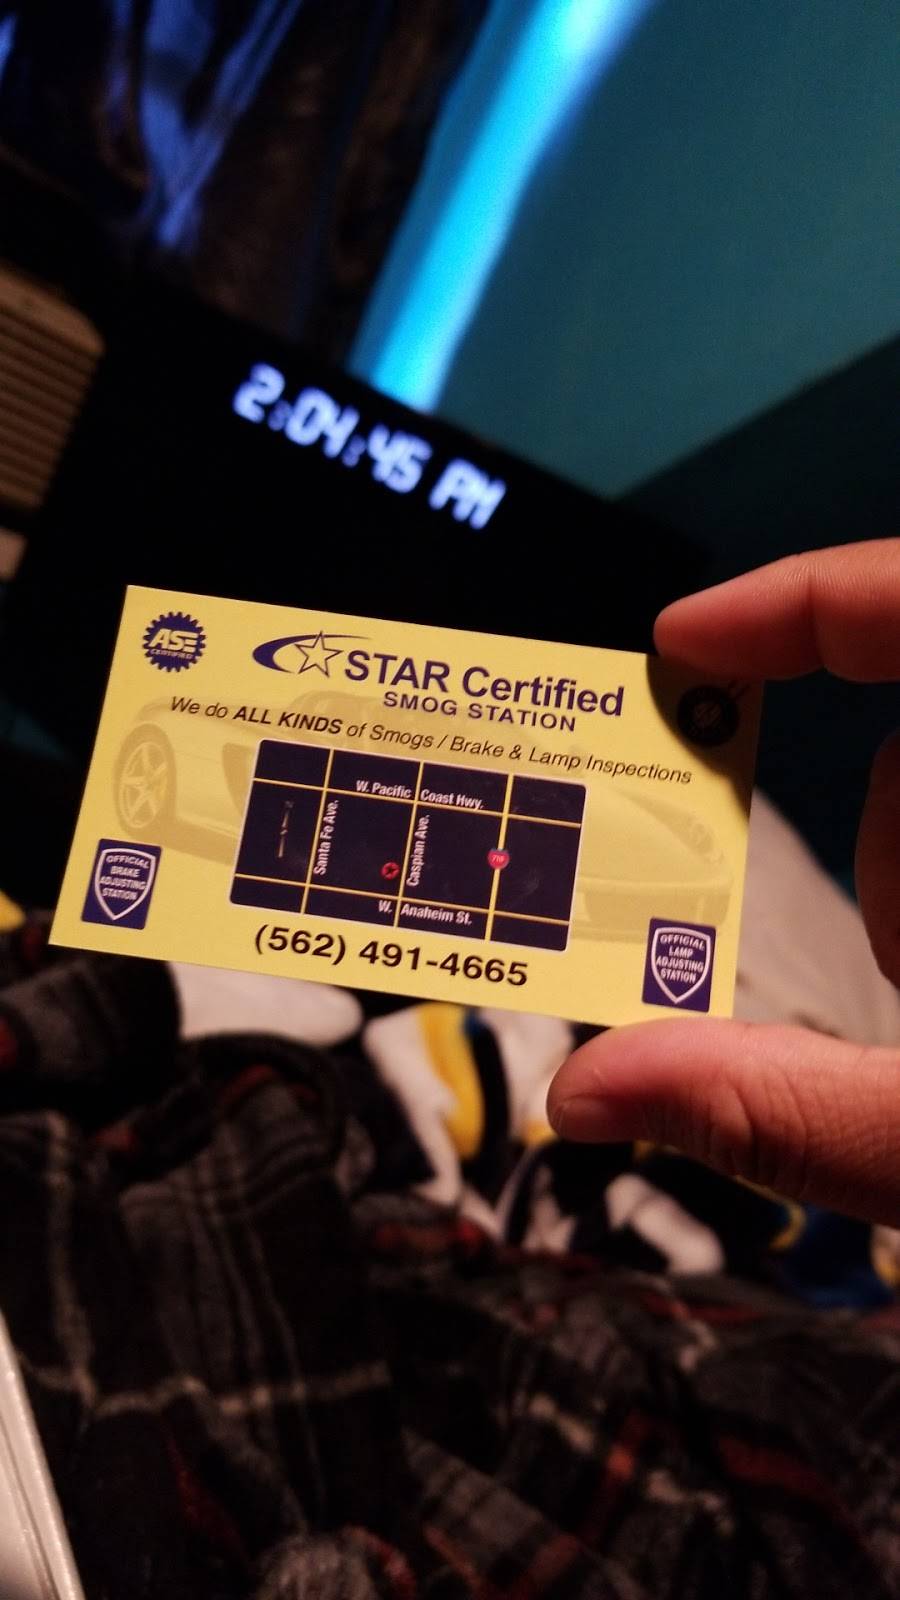 2:04:45 PM
ASE
CERTIFIED
STAR Certified
SMOG STATION
We do ALL KINDS of Smogs / Brake & Lamp Inspections
W. Pacific Coast Hwy.
Santa Fe Ave.
Caspian Ave.
710
W. Anaheim St.
OFFICIAL
BRAKE
ADJUSTING
STATION
(562) 491-4665
OFFICIAL
LAMP
ADJUSTING
STATION